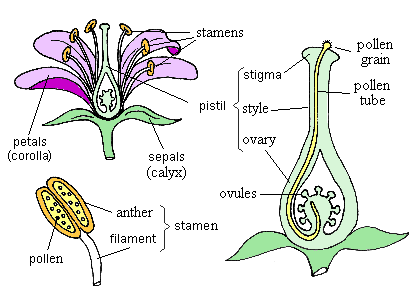 stamens
pistil
petals
(corolla)
sepals
(calyx)
anther
filament
stamen
pollen
pollen
grain
stigma
pollen
tube
style
ovary
ovules